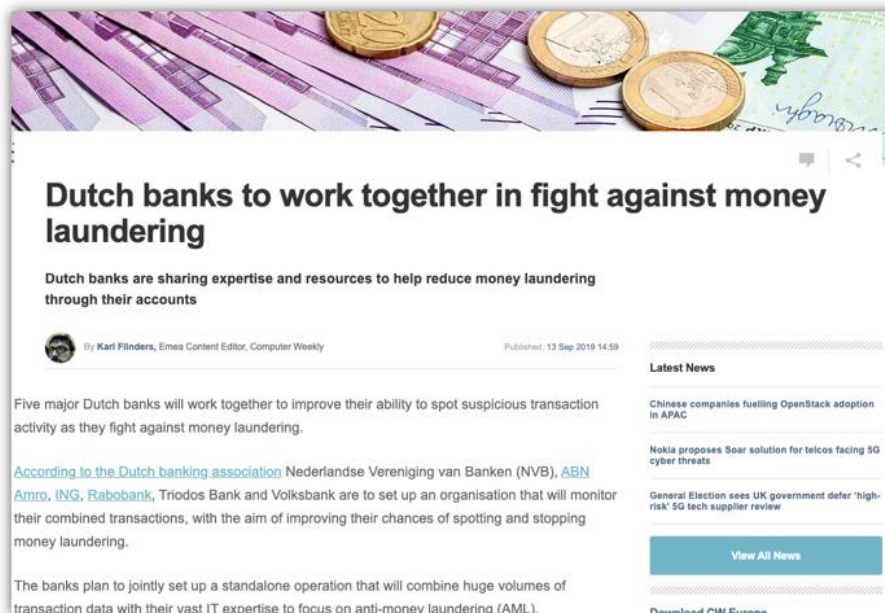 Dutch banks to work together in fight against money
laundering
Dutch banks are sharing expertise and resources to help reduce money laundering
through their accounts
By Karl Flinders, Emea Content Editor, Computer Weekly
Published: 13 Sep 2019 14:59
Five major Dutch banks will work together to improve their ability to spot suspicious transaction
activity as they fight against money laundering.
According to the Dutch banking association Nederlandse Vereniging van Banken (NVB), ABN
Amro, ING, Rabobank, Triodos Bank and Volksbank are to set up an organisation that will monitor
their combined transactions, with the aim of improving their chances of spotting and stopping
money laundering.
The banks plan to jointly set up a standalone operation that will combine huge volumes of
transaction data with their vast IT expertise to focus on anti-money laundering (AML).
Latest News
Chinese companies fuelling OpenStack adoption
in APAC
Nokia proposes Soar solution for telcos facing 5G
cyber threats
General Election sees UK government defer 'high-
risk' 5G tech supplier review
View All News
Download CW Europe